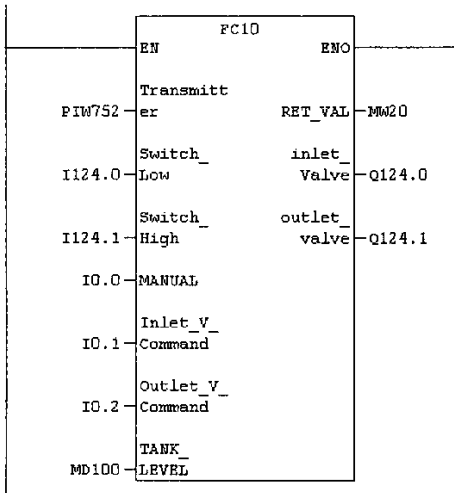 FC10
EN ENO
Transmitt
PIW752 er RET_VAL MW20
Switch_ inlet_
I124.0 Low Valve Q124.0
Switch_ outlet_
I124.1 High valve Q124.1
I0.0 MANUAL
Inlet_V_
I0.1 Command
Outlet_V_
I0.2 Command
TANK_
MD100 LEVEL